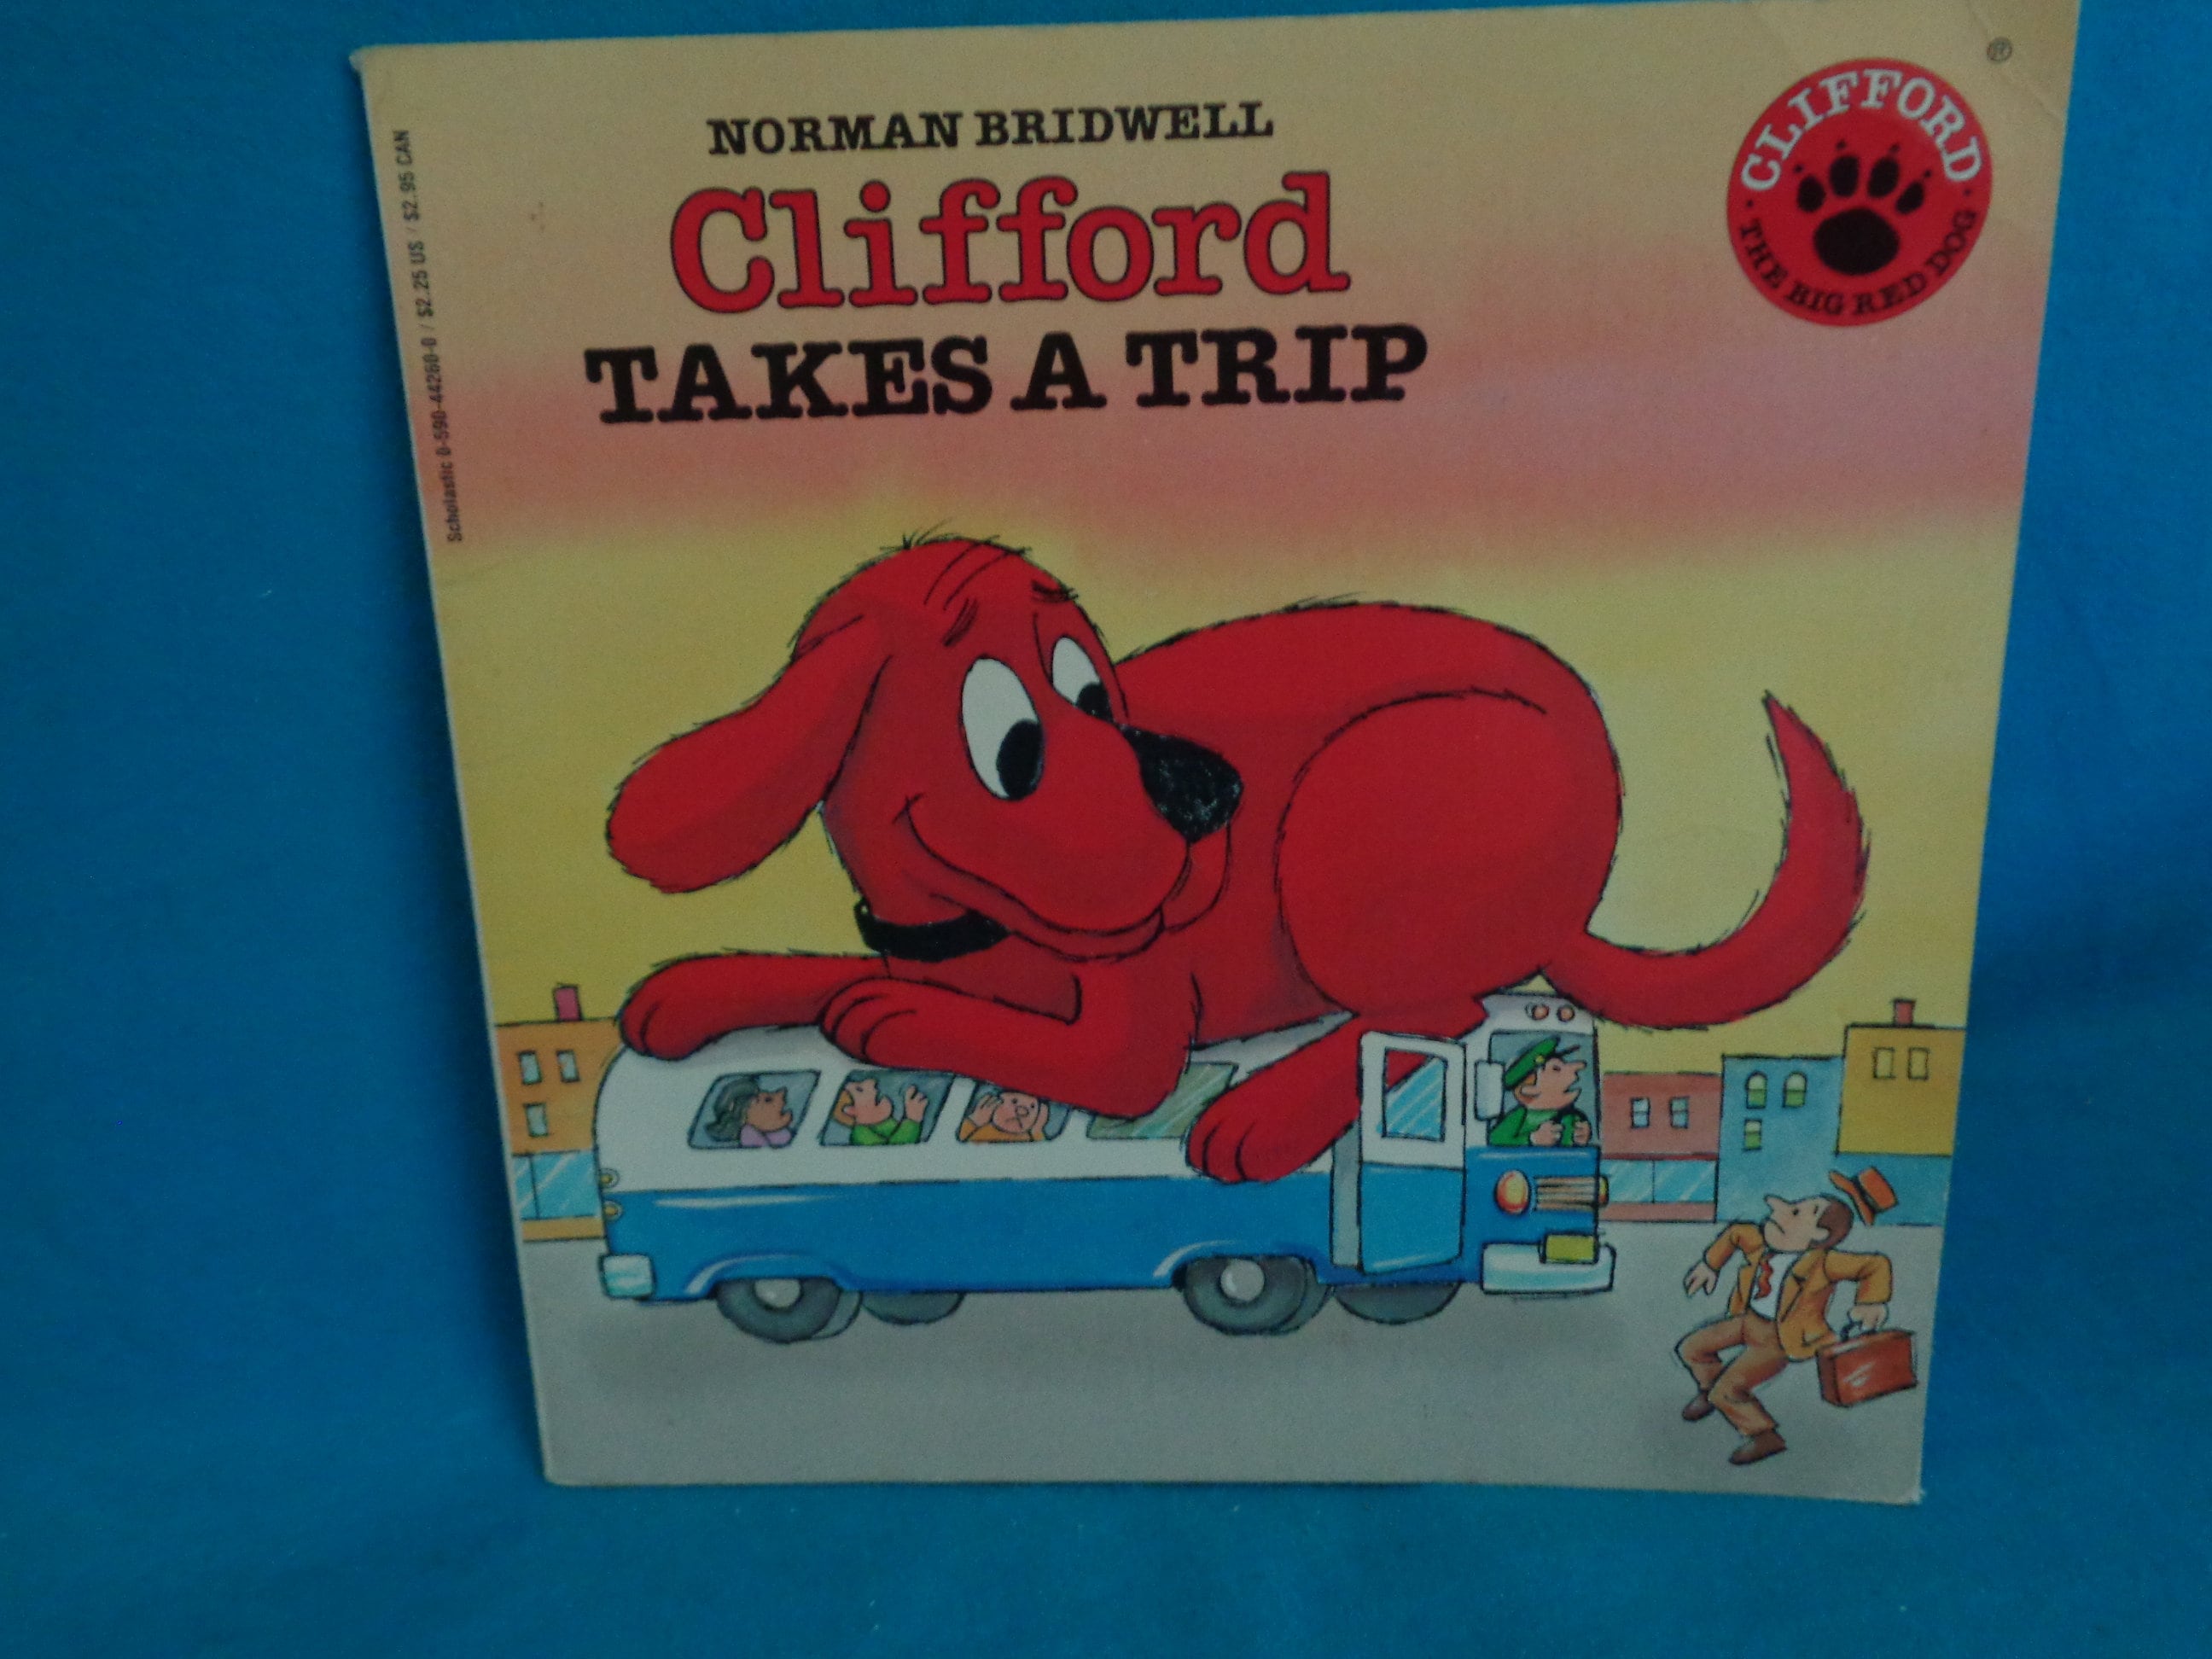 NORMAN BRIDWELL
Clifford
TAKES A TRIP
CLIFFORD
· THE BIG RED DOG ·
®
Scholastic 0-590-44260-0 / $2.25 US / $2.95 CAN